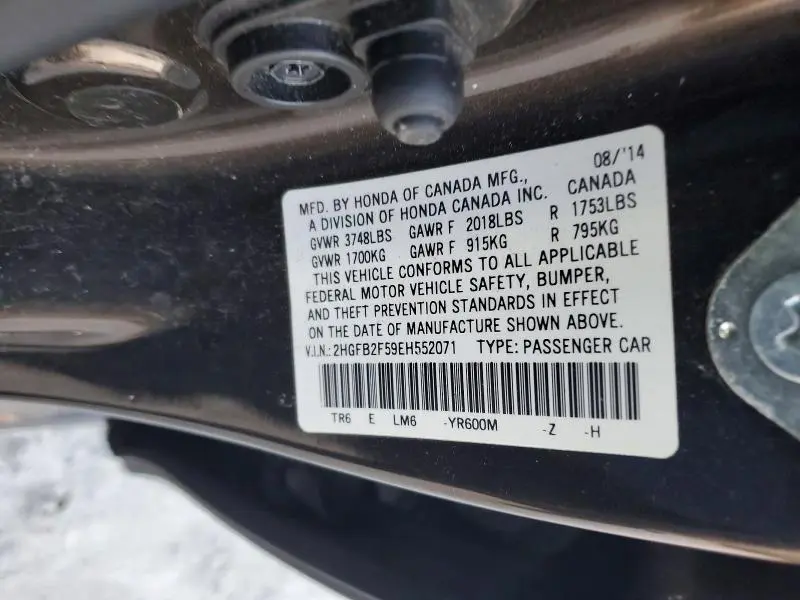 08/'14
MFD. BY HONDA OF CANADA MFG.,
A DIVISION OF HONDA CANADA INC. CANADA
GVWR 3748LBS GAWR F 2018LBS R 1753LBS
GVWR 1700KG GAWR F 915KG R 795KG
THIS VEHICLE CONFORMS TO ALL APPLICABLE
FEDERAL MOTOR VEHICLE SAFETY, BUMPER,
AND THEFT PREVENTION STANDARDS IN EFFECT
ON THE DATE OF MANUFACTURE SHOWN ABOVE.
V.I.N.:2HGFB2F59EH552071 TYPE: PASSENGER CAR
TR6 E LM6 -YR600M -Z -H